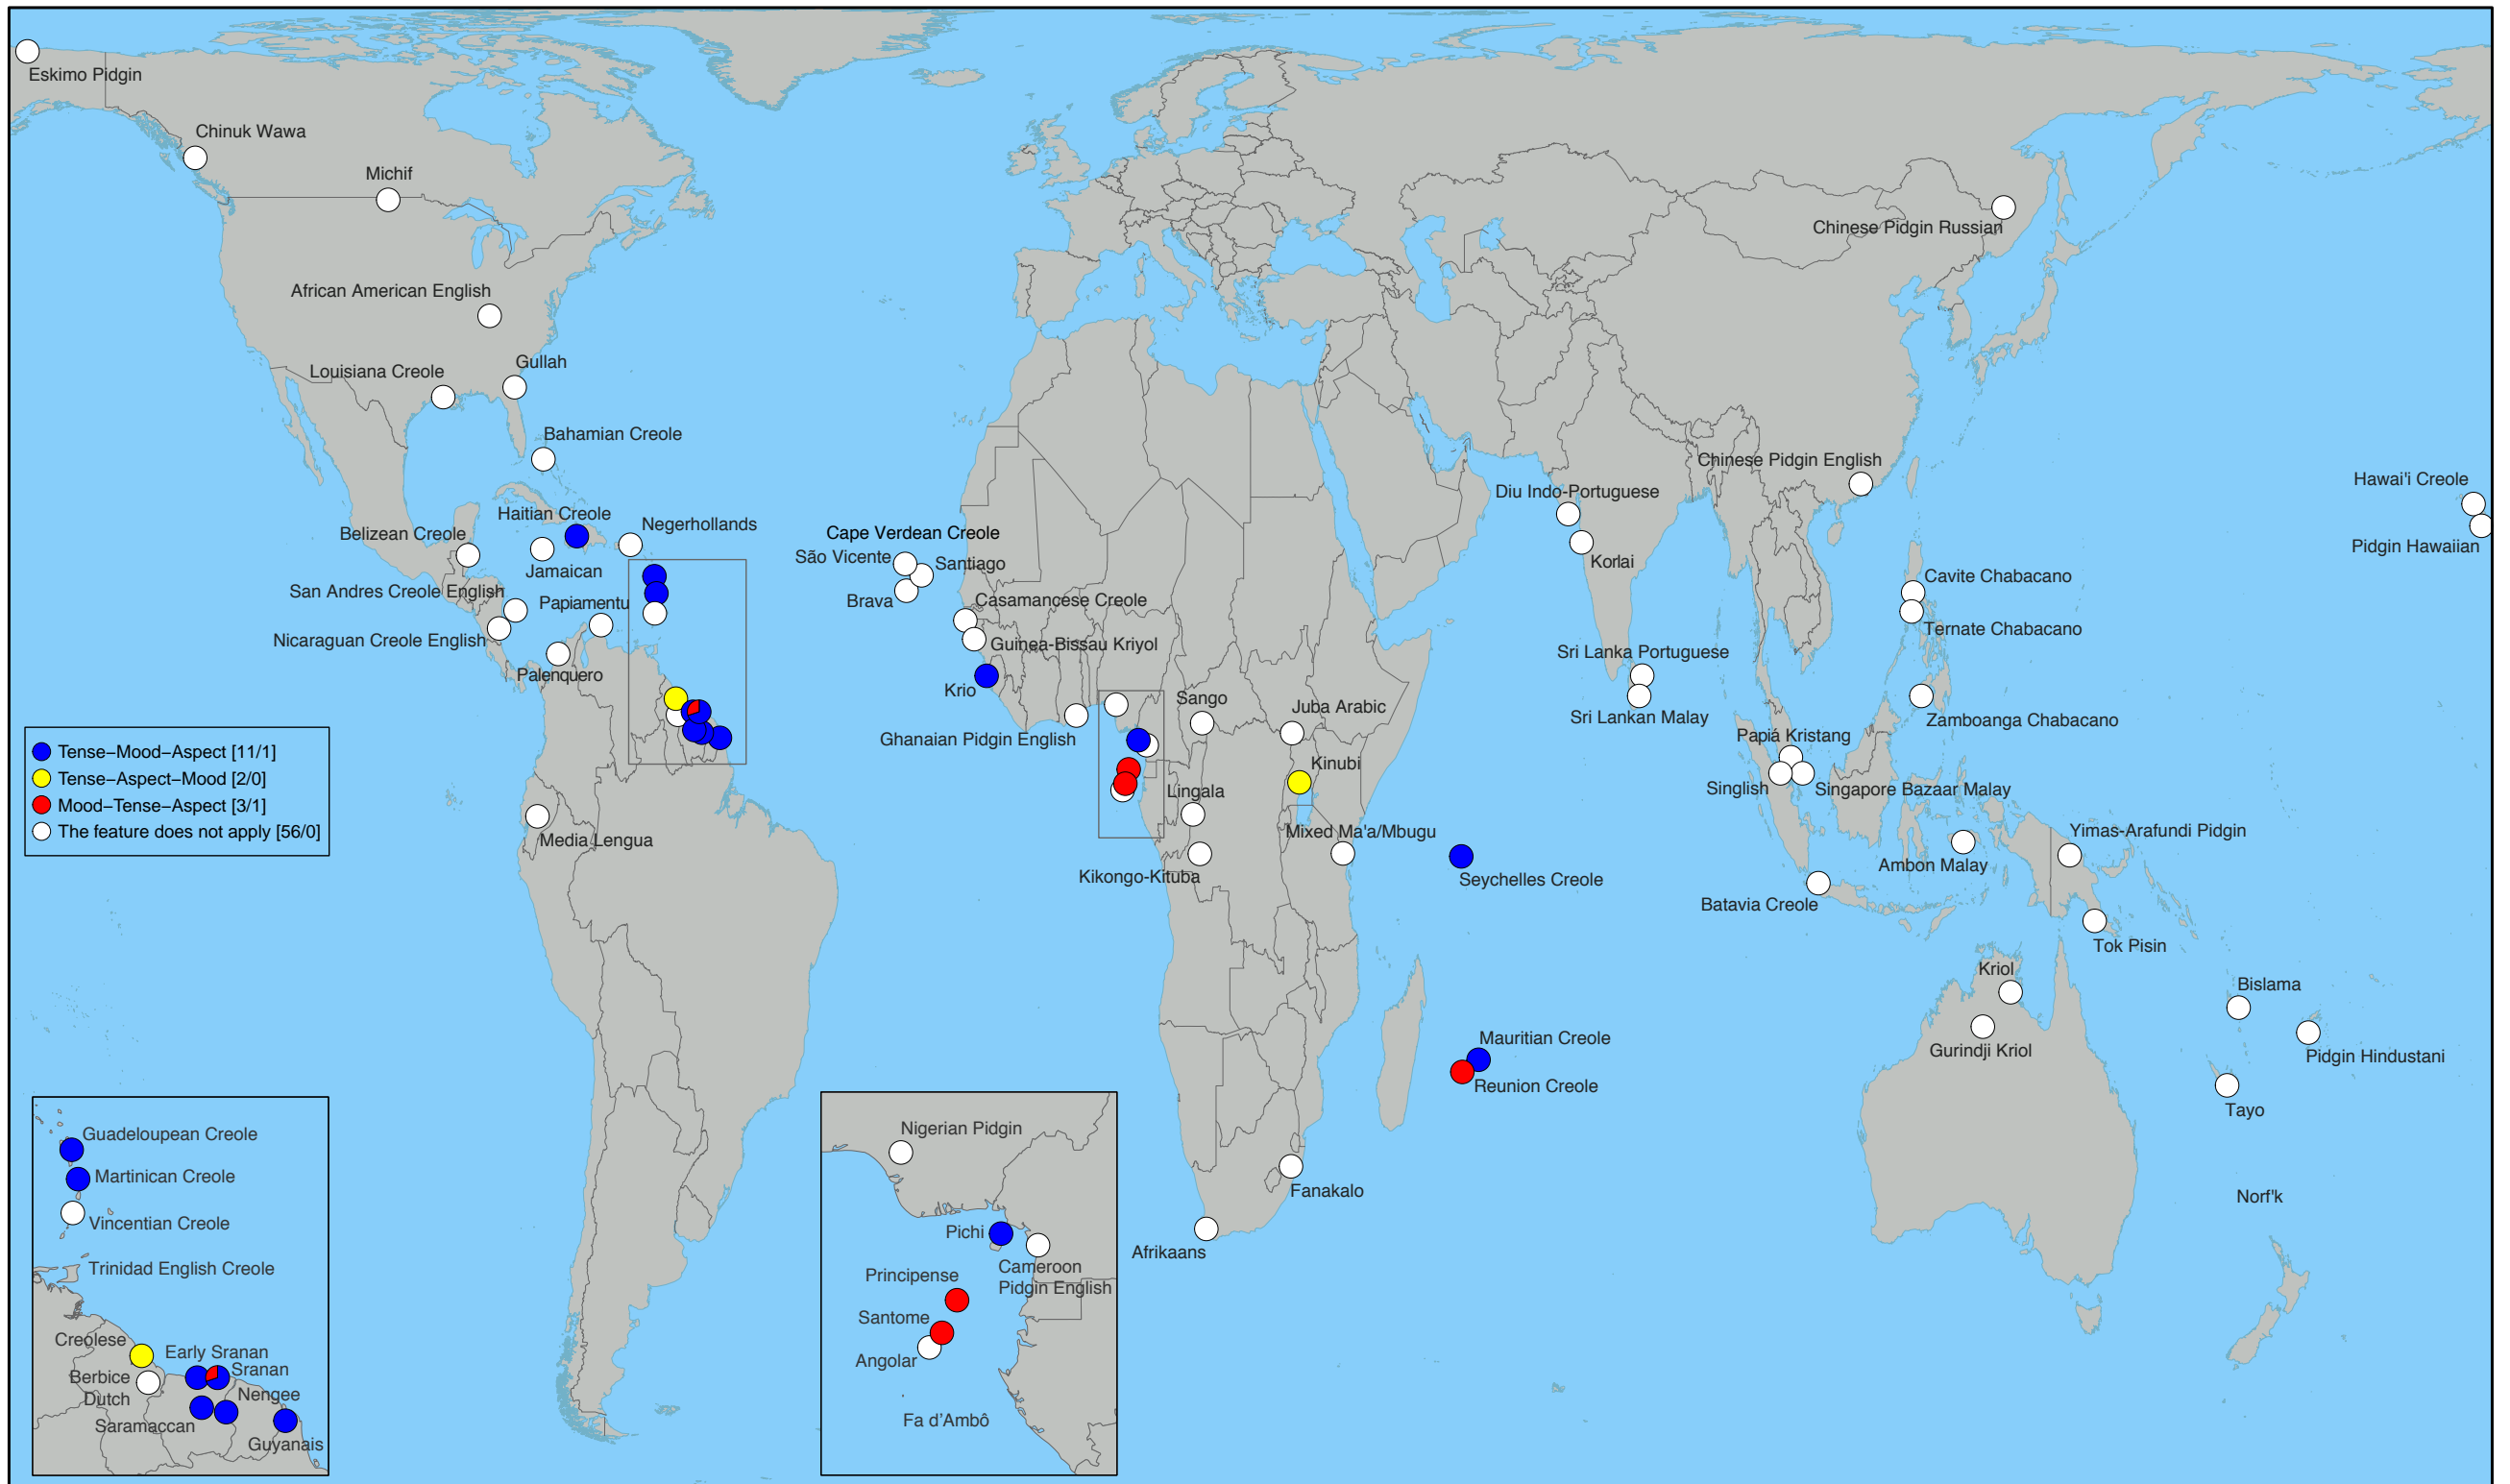 Eskimo Pidgin
Chinuk Wawa
Michif
Chinese Pidgin Russian
African American English
Gullah
Louisiana Creole
Bahamian Creole
Chinese Pidgin English
Hawai'i Creole
Diu Indo-Portuguese
Haitian Creole
Negerhollands
Belizean Creole
Cape Verdean Creole
São Vicente
Santiago
Pidgin Hawaiian
Korlai
Jamaican
Cavite Chabacano
San Andres Creole English
Papiamentu
Brava
Casamancese Creole
Ternate Chabacano
Nicaraguan Creole English
Guinea-Bissau Kriyol
Sri Lanka Portuguese
Palenquero
Krio
Sango
Juba Arabic
Sri Lankan Malay
Zamboanga Chabacano
Ghanaian Pidgin English
Papiá Kristang
Kinubi
Lingala
Singlish
Singapore Bazaar Malay
Tense–Mood–Aspect [11/1]
Tense–Aspect–Mood [2/0]
Mood–Tense–Aspect [3/1]
The feature does not apply [56/0]
Media Lengua
Mixed Ma'a/Mbugu
Yimas-Arafundi Pidgin
Ambon Malay
Kikongo-Kituba
Seychelles Creole
Batavia Creole
Tok Pisin
Kriol
Bislama
Mauritian Creole
Gurindji Kriol
Pidgin Hindustani
Reunion Creole
Tayo
Fanakalo
Norf'k
Afrikaans
Guadeloupean Creole
Martinican Creole
Vincentian Creole
Trinidad English Creole
Creolese
Early Sranan
Sranan
Berbice
Dutch
Nengee
Saramaccan
Guyanais
Nigerian Pidgin
Pichi
Cameroon
Pidgin English
Principense
Santome
Angolar
Fa d’Ambô